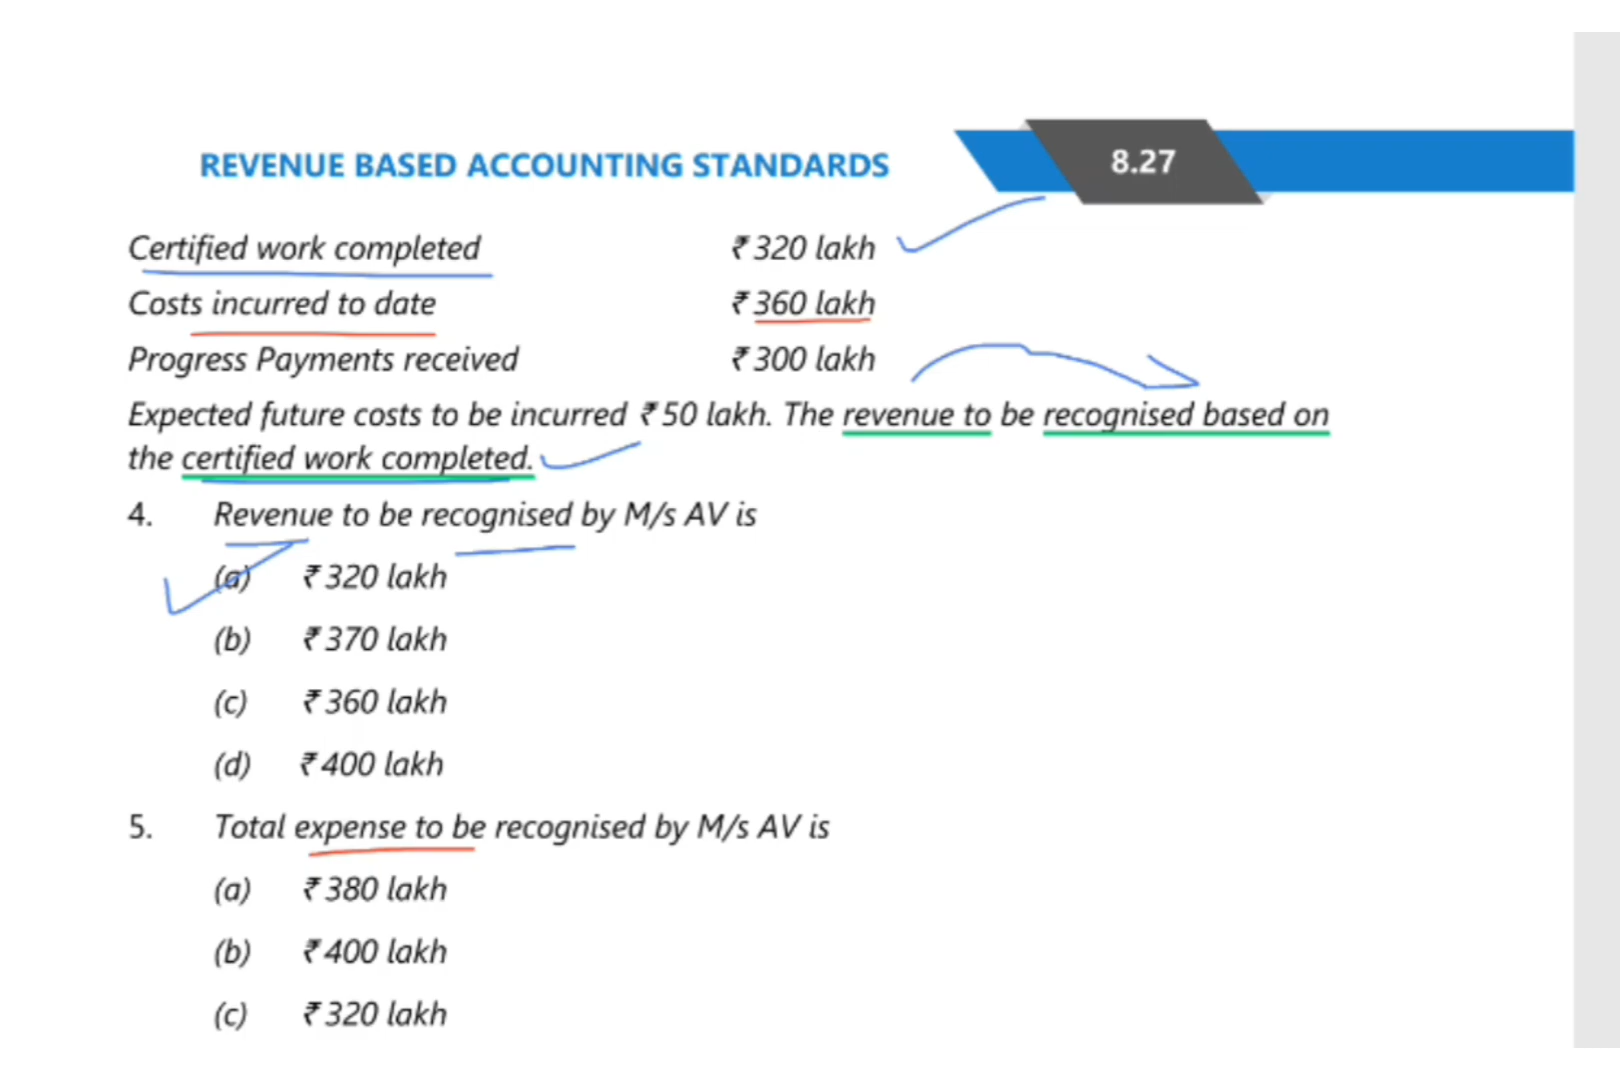 REVENUE BASED ACCOUNTING STANDARDS 8.27
Certified work completed ₹ 320 lakh
Costs incurred to date ₹ 360 lakh
Progress Payments received ₹ 300 lakh
Expected future costs to be incurred ₹ 50 lakh. The revenue to be recognised based on
the certified work completed.
4. Revenue to be recognised by M/s AV is
(a) ₹ 320 lakh
(b) ₹ 370 lakh
(c) ₹ 360 lakh
(d) ₹ 400 lakh
5. Total expense to be recognised by M/s AV is
(a) ₹ 380 lakh
(b) ₹ 400 lakh
(c) ₹ 320 lakh